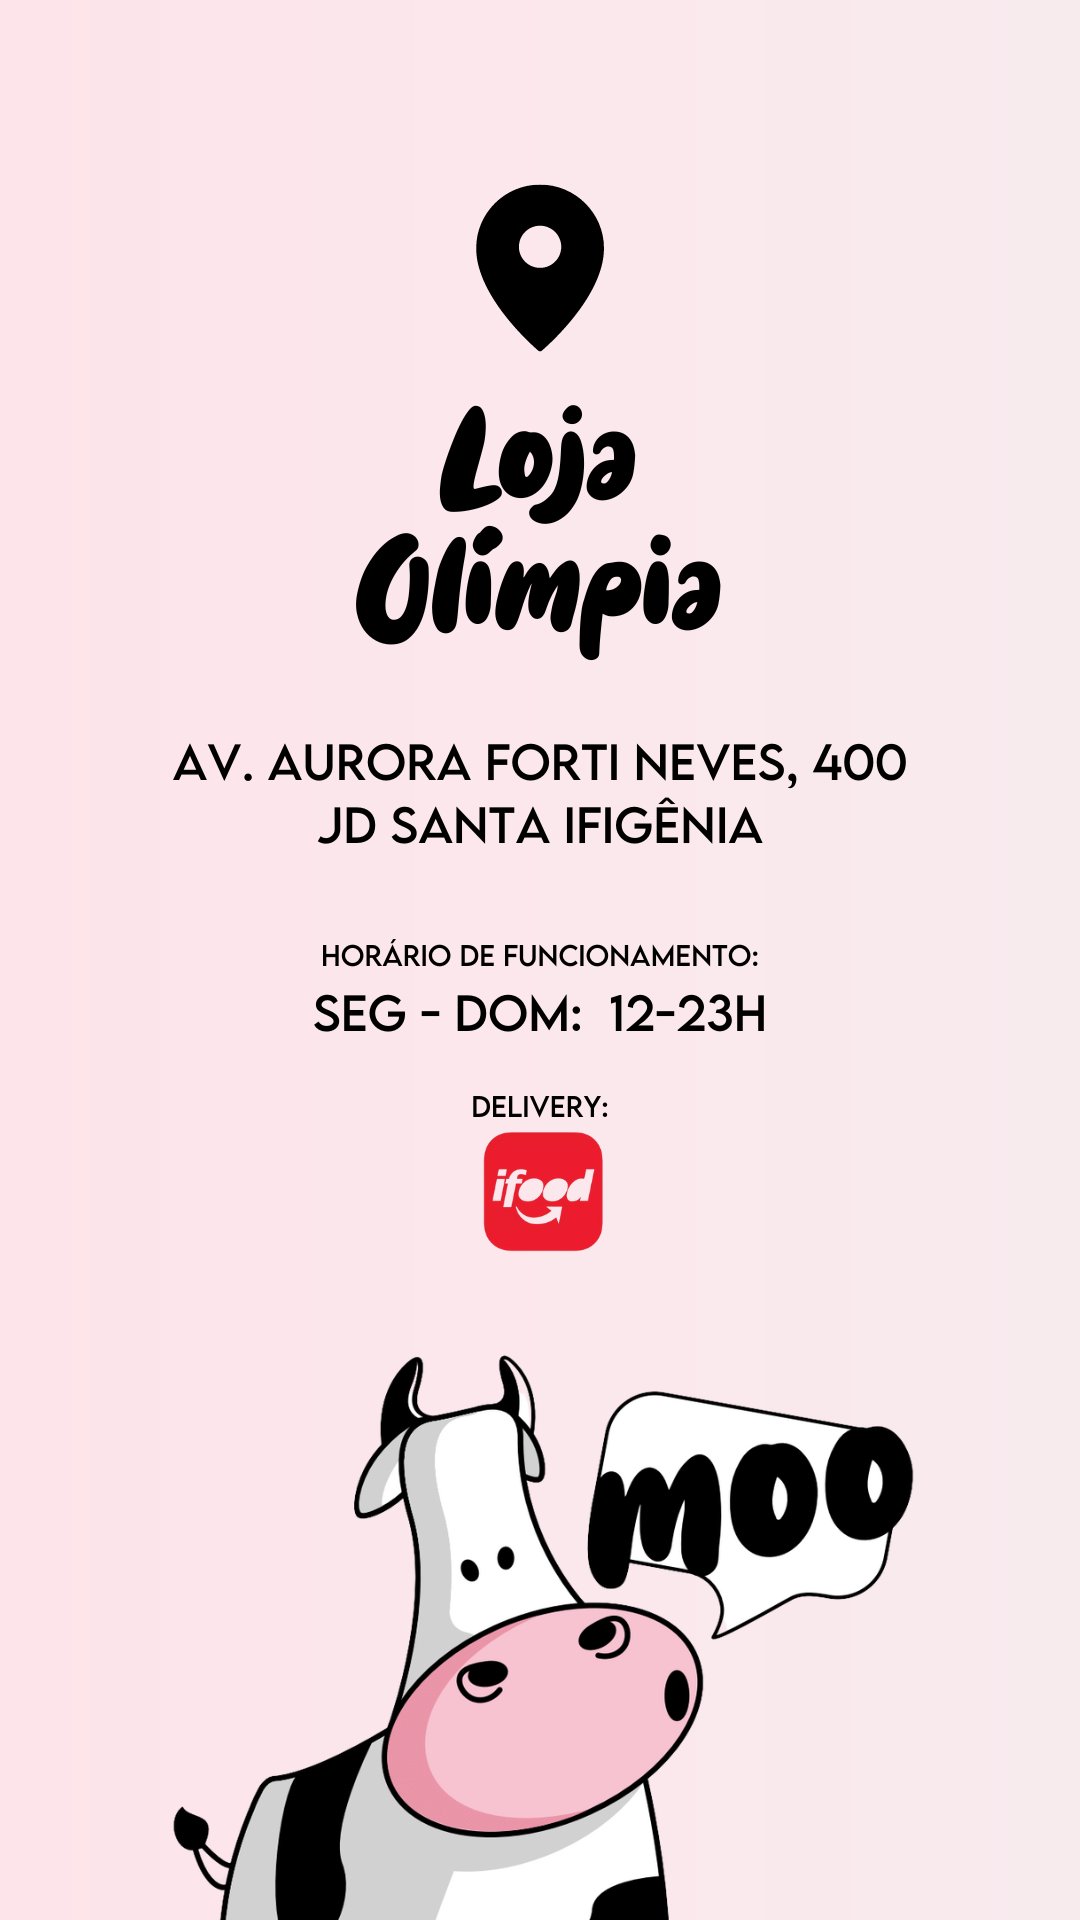 Loja
Olímpia
AV. AURORA FORTI NEVES, 400
JD SANTA IFIGÊNIA
HORÁRIO DE FUNCIONAMENTO:
SEG - DOM: 12-23H
DELIVERY:
ifood
MOO